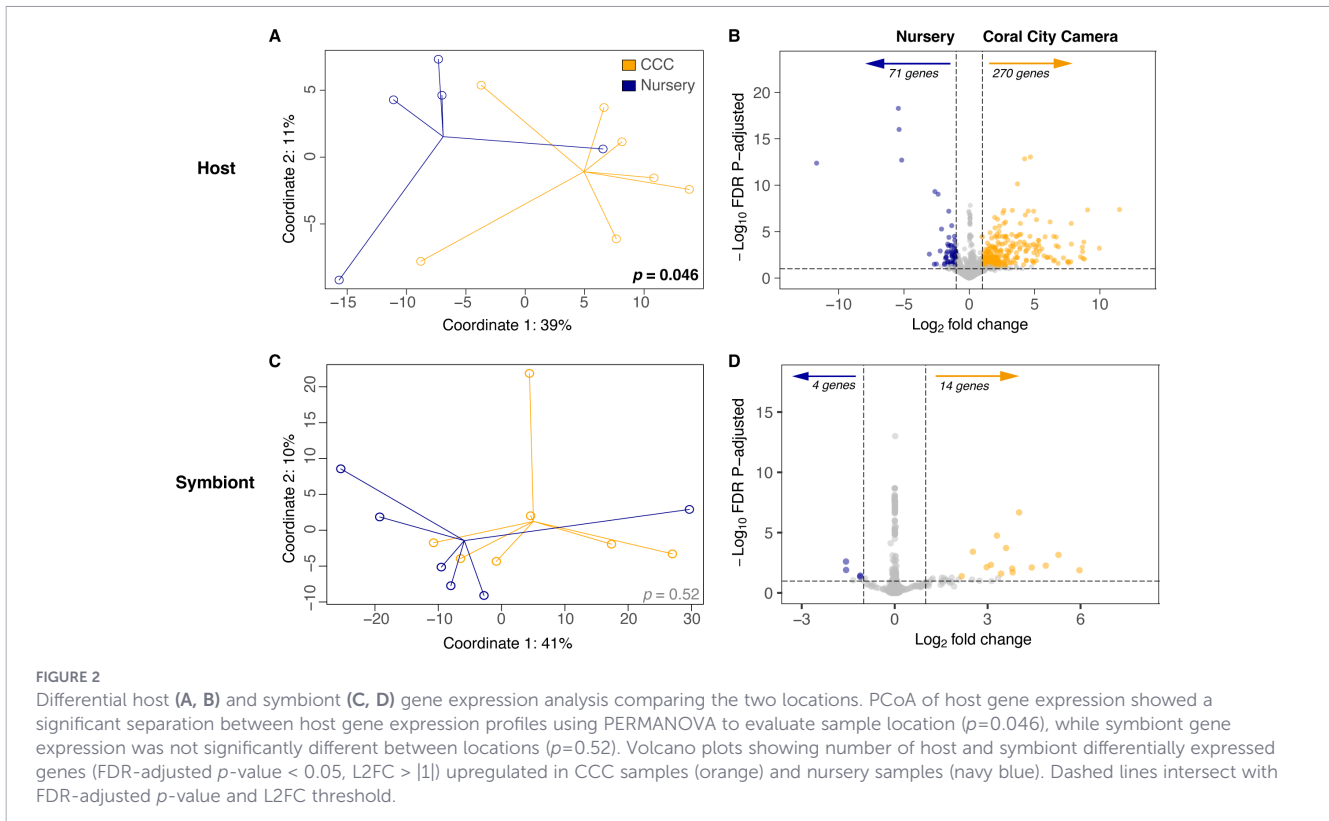 A
CCC
Nursery
Host
Coordinate 2: 11%
5
0
−5
p = 0.046
−15
−10
−5
0
5
10
Coordinate 1: 39%
B
Nursery
Coral City Camera
71 genes
270 genes
−Log10 FDR P-adjusted
20
15
10
5
0
−10
−5
0
5
10
Log2 fold change
C
Symbiont
Coordinate 2: 10%
20
15
10
5
0
−5
−10
p = 0.52
−20
−10
0
10
20
30
Coordinate 1: 41%
D
4 genes
14 genes
−Log10 FDR P-adjusted
15
10
5
0
−3
0
3
6
Log2 fold change
FIGURE 2
Differential host (A, B) and symbiont (C, D) gene expression analysis comparing the two locations. PCoA of host gene expression showed a
significant separation between host gene expression profiles using PERMANOVA to evaluate sample location (p=0.046), while symbiont gene
expression was not significantly different between locations (p=0.52). Volcano plots showing number of host and symbiont differentially expressed
genes (FDR-adjusted p-value < 0.05, L2FC > |1|) upregulated in CCC samples (orange) and nursery samples (navy blue). Dashed lines intersect with
FDR-adjusted p-value and L2FC threshold.